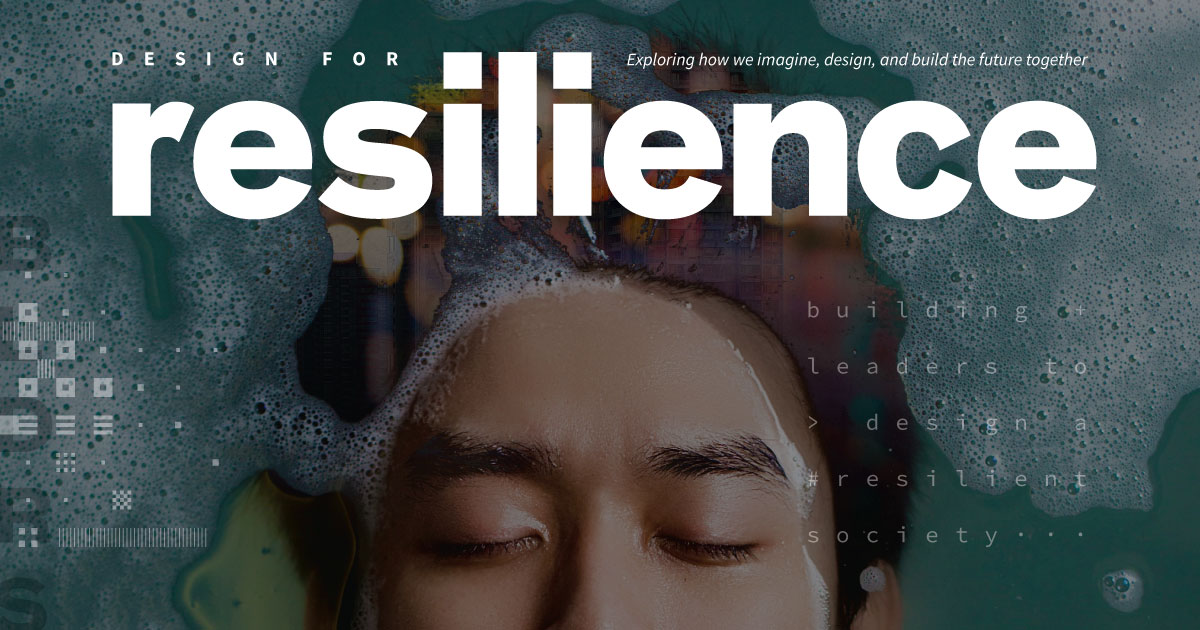 DESIGN FOR
Exploring how we imagine, design, and build the future together
resilience
building +
leaders to
> design a
#resilient
society···